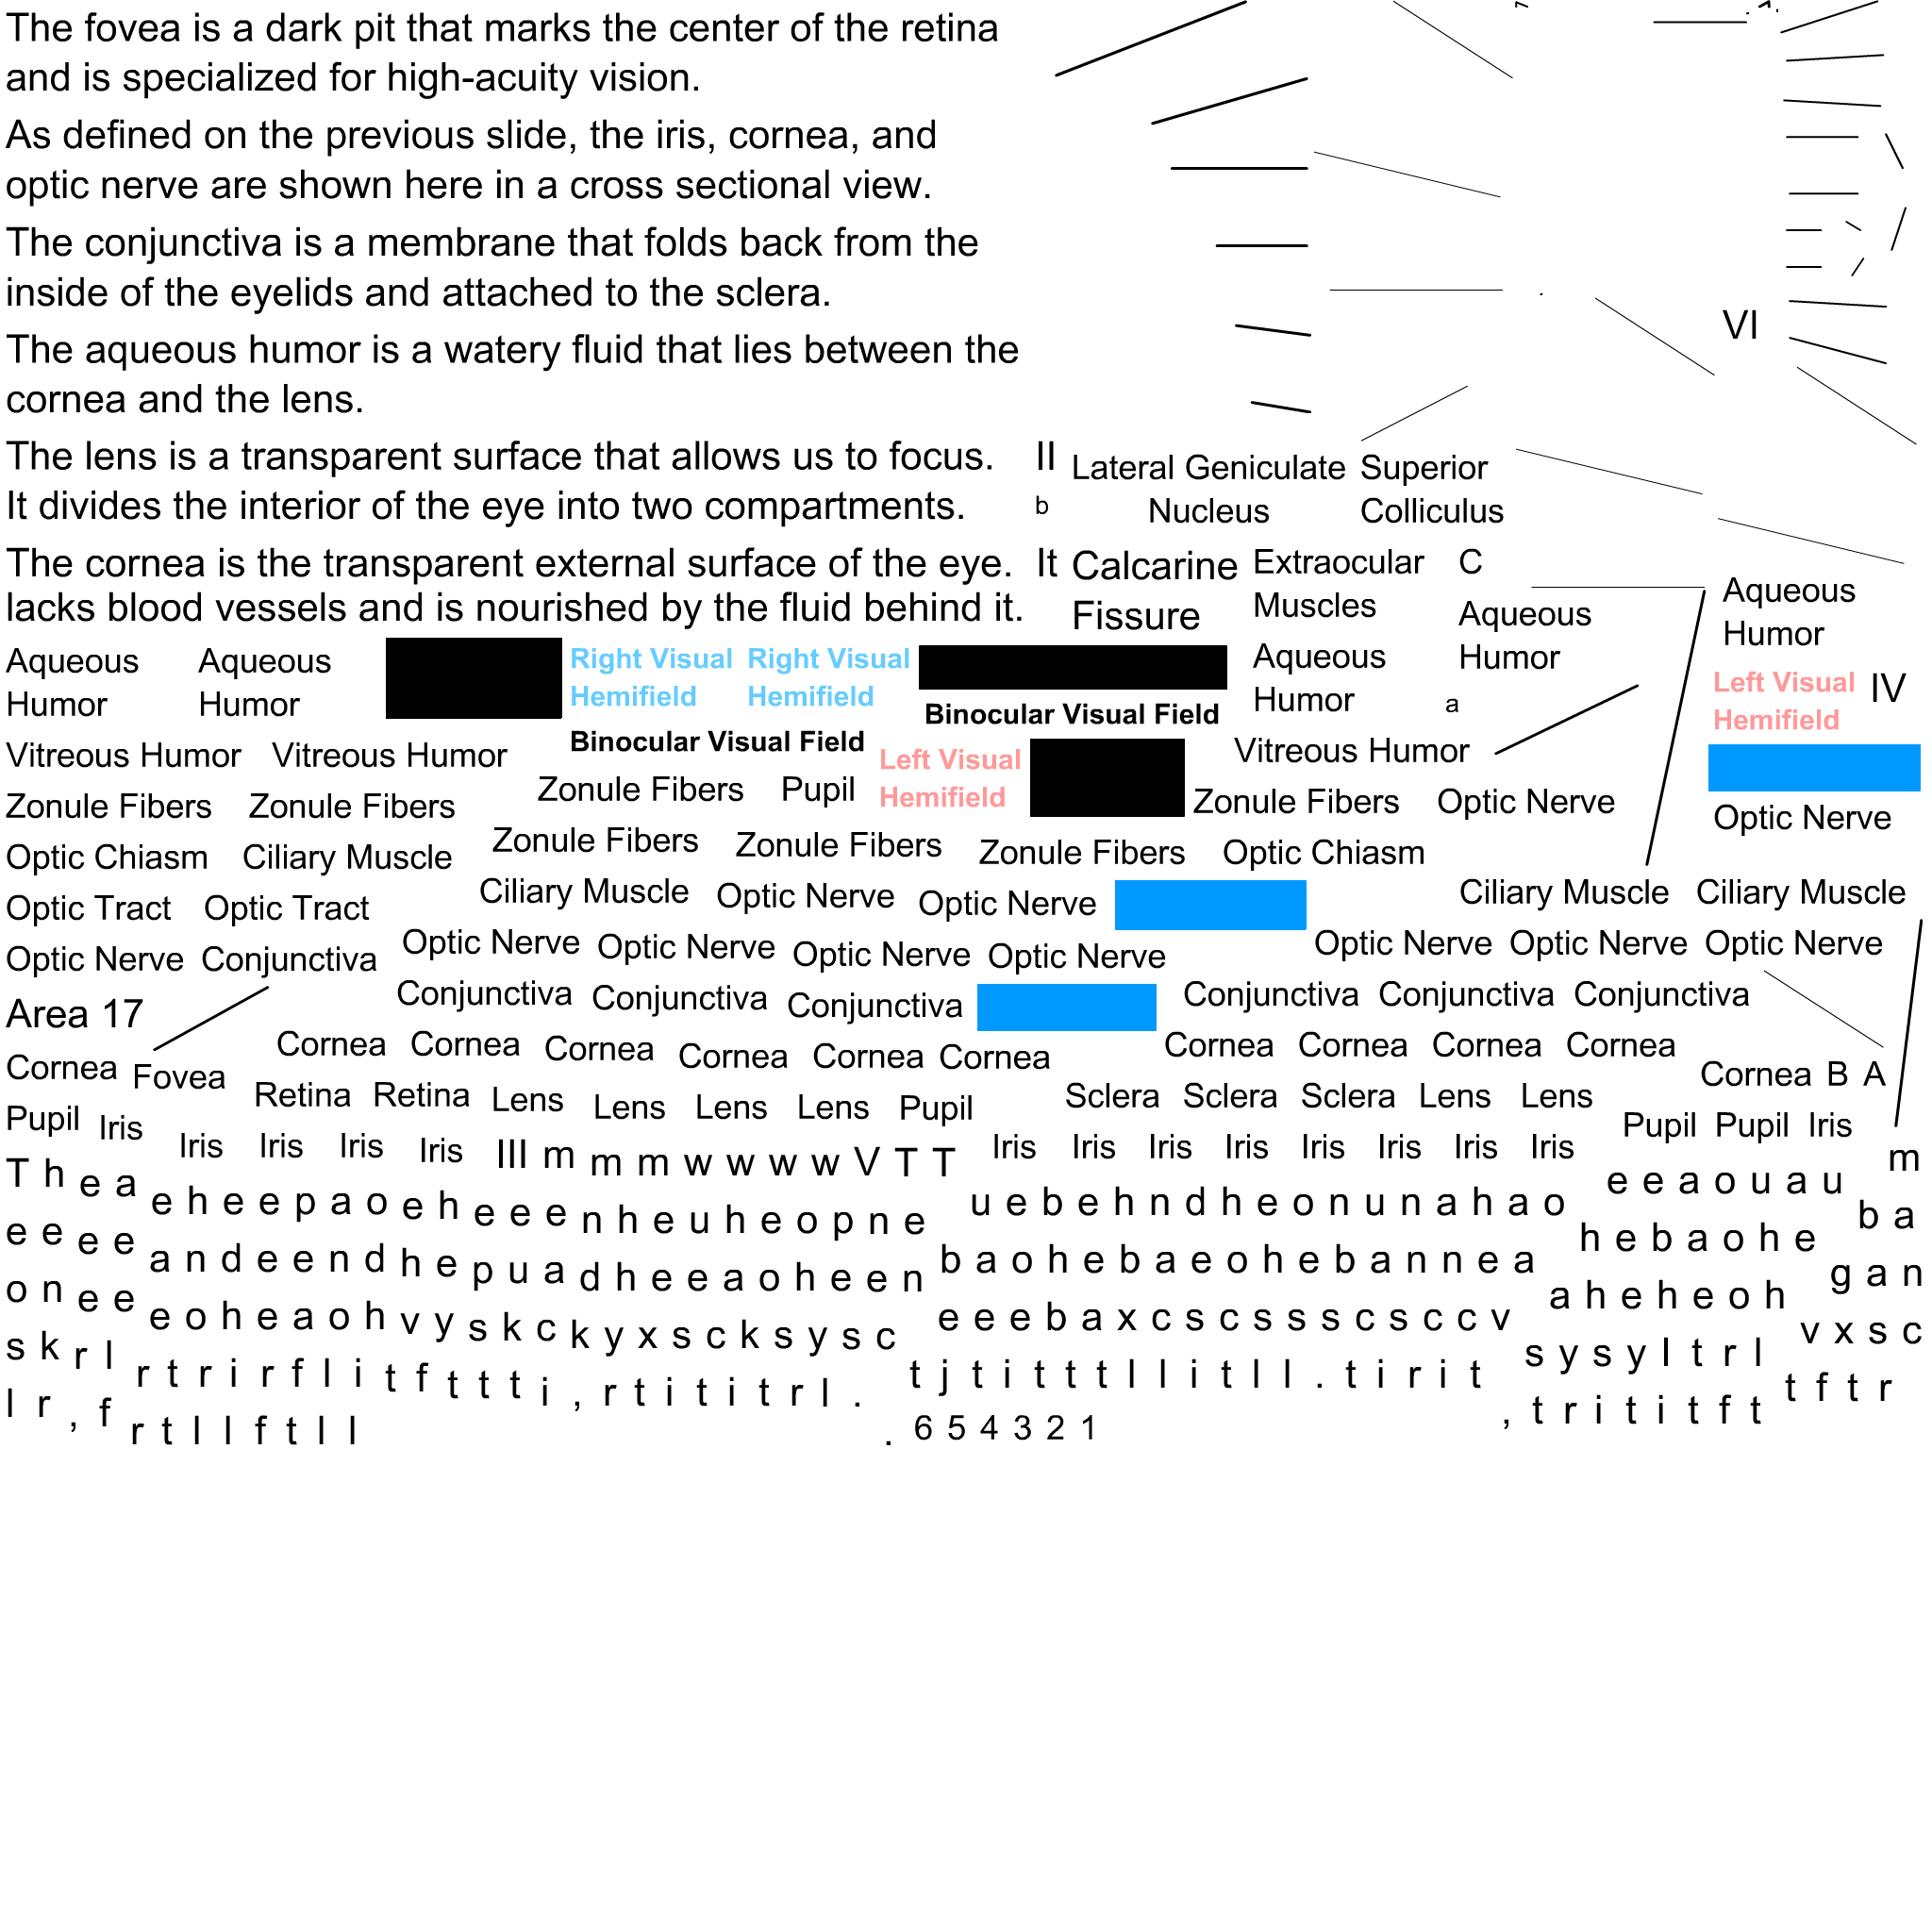 The fovea is a dark pit that marks the center of the retina
and is specialized for high-acuity vision.
As defined on the previous slide, the iris, cornea, and
optic nerve are shown here in a cross sectional view.
The conjunctiva is a membrane that folds back from the
inside of the eyelids and attached to the sclera.
VI
The aqueous humor is a watery fluid that lies between the
cornea and the lens.
The lens is a transparent surface that allows us to focus. II Lateral Geniculate Superior
It divides the interior of the eye into two compartments. b Nucleus Colliculus
The cornea is the transparent external surface of the eye. It Calcarine Extraocular C
lacks blood vessels and is nourished by the fluid behind it. Fissure Muscles Aqueous Aqueous
Aqueous Aqueous Right Visual Right Visual Aqueous Humor Humor
Humor Humor Hemifield Hemifield Binocular Visual Field Humor a Left Visual IV
Hemifield
Vitreous Humor Vitreous Humor Binocular Visual Field Left Visual Vitreous Humor
Zonule Fibers Zonule Fibers Zonule Fibers Pupil Hemifield Zonule Fibers Optic Nerve Optic Nerve
Optic Chiasm Ciliary Muscle Zonule Fibers Zonule Fibers Zonule Fibers Optic Chiasm
Optic Tract Optic Tract Ciliary Muscle Optic Nerve Optic Nerve Ciliary Muscle Ciliary Muscle
Optic Nerve Conjunctiva Optic Nerve Optic Nerve Optic Nerve Optic Nerve Optic Nerve Optic Nerve Optic Nerve
Area 17 Conjunctiva Conjunctiva Conjunctiva Conjunctiva Conjunctiva Conjunctiva
Cornea Fovea Cornea Cornea Cornea Cornea Cornea Cornea Cornea Cornea Cornea Cornea Cornea B A
Pupil Iris Retina Retina Lens Lens Lens Lens Pupil Sclera Sclera Sclera Lens Lens Pupil Pupil Iris
Iris Iris Iris Iris III m m m w w w w V T T Iris Iris Iris Iris Iris Iris Iris Iris m
T h e a e h e e p a o e h e e e n h e u h e o p n e u e b e h n d h e o n u n a h a o e e a o u a u b a
e e e e a n d e e n d h e p u a d h e e a o h e e n b a o h e b a e o h e b a n n e a h e b a o h e g a n
o n e e e o h e a o h v y s k c k y x s c k s y s c e e e b a x c s c s s s c s c c v a h e h e o h v x s c
s k r l r t r i r f l i t f t t t i , r t i t i t r l . t j t i t t t l l i t l l . t i r i t s y s y l t r l t f t r
l r , f r t l l f t l l . 6 5 4 3 2 1 , t r i t i t f t